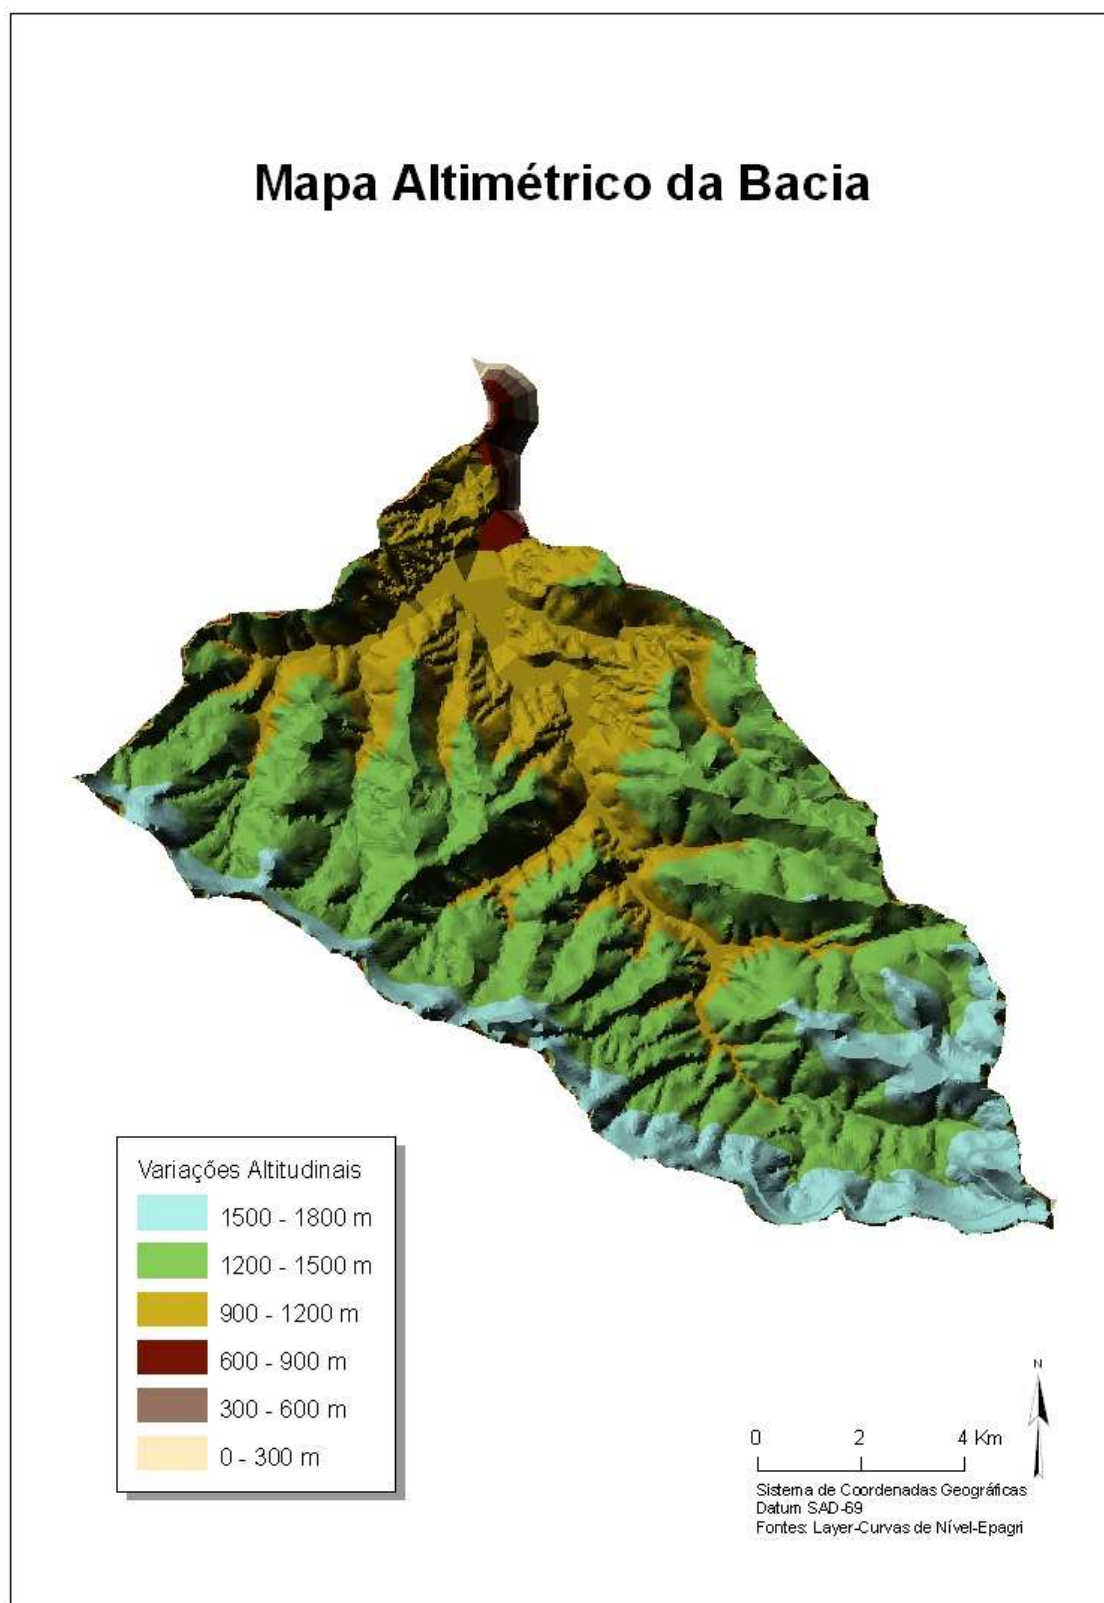 Mapa Altimétrico da Bacia
Variações Altitudinais
1500 - 1800 m
1200 - 1500 m
900 - 1200 m
600 - 900 m
300 - 600 m
0 - 300 m
N
0 2 4 Km
Sistema de Coordenadas Geográficas
Datum SAD-69
Fontes: Layer-Curvas de Nível-Epagri